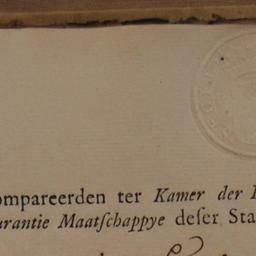 ompareerden ter Kamer der
urantie Maatſchappye deſer Sta